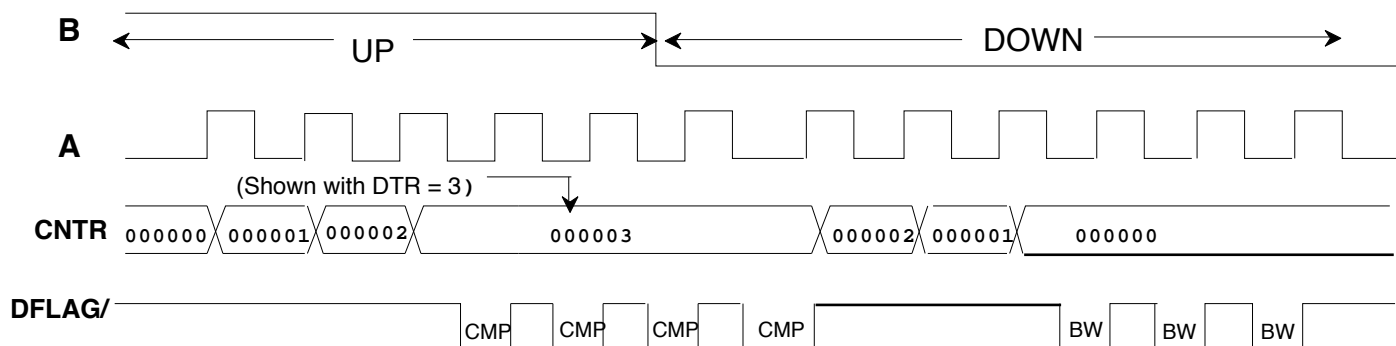 B
UP
DOWN
A
(Shown with DTR = 3)
CNTR 000000 000001 000002 000003 000002 000001 000000
DFLAG/ CMP CMP CMP CMP BW BW BW